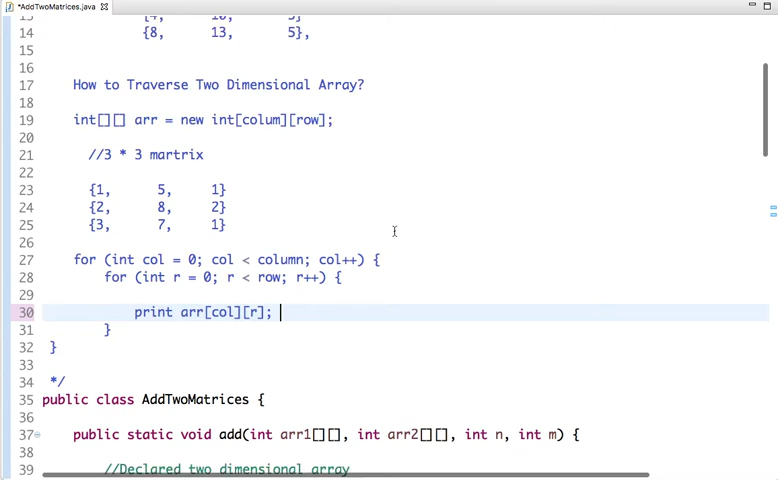 *AddTwoMatrices.java
13 {4, 10, 3}
14 {8, 13, 5},
15
16
17 How to Traverse Two Dimensional Array?
18
19 int[][] arr = new int[colum][row];
20
21 //3 * 3 martrix
22
23 {1, 5, 1}
24 {2, 8, 2}
25 {3, 7, 1}
26
27 for (int col = 0; col < column; col++) {
28 for (int r = 0; r < row; r++) {
29
30 print arr[col][r];
31 }
32 }
33
34 */
35 public class AddTwoMatrices {
36
37 public static void add(int arr1[][], int arr2[][], int n, int m) {
38
39 //Declared two dimensional array